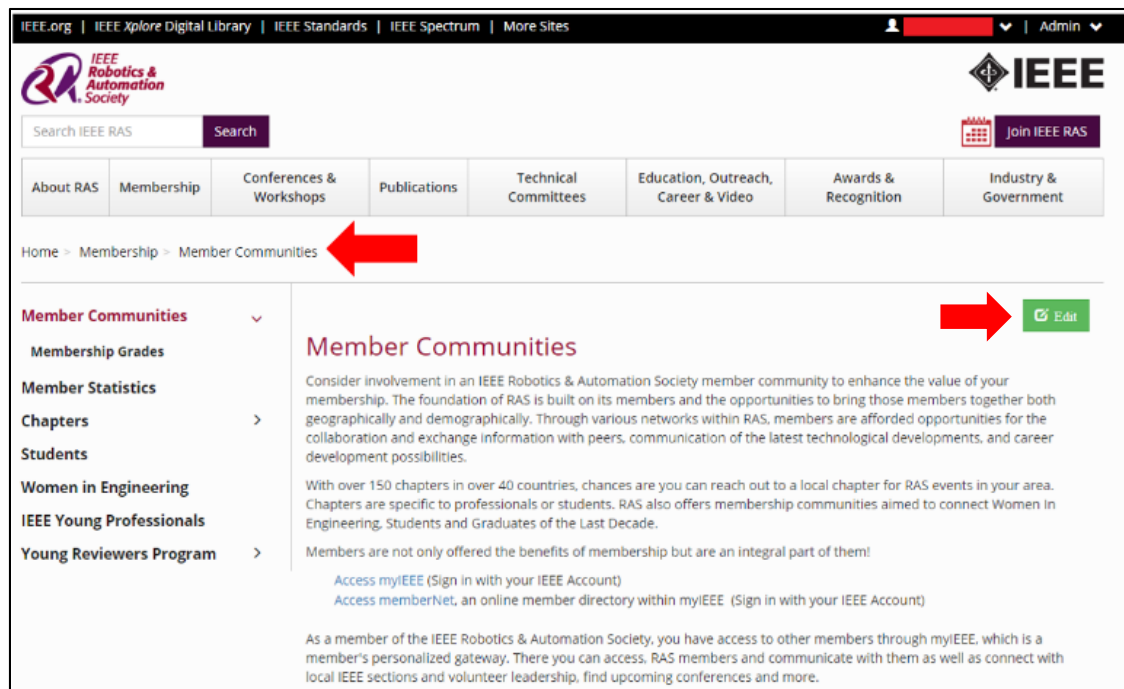 IEEE.org | IEEE Xplore Digital Library | IEEE Standards | IEEE Spectrum | More Sites | Admin
IEEE
Robotics &
Automation
Society
IEEE
Search IEEE RAS Search Join IEEE RAS
About RAS Membership Conferences & Workshops Publications Technical Committees Education, Outreach, Career & Video Awards & Recognition Industry & Government
Home > Membership > Member Communities
Member Communities
Membership Grades
Member Statistics
Chapters >
Students
Women in Engineering
IEEE Young Professionals
Young Reviewers Program >
Edit
Member Communities
Consider involvement in an IEEE Robotics & Automation Society member community to enhance the value of your
membership. The foundation of RAS is built on its members and the opportunities to bring those members together both
geographically and demographically. Through various networks within RAS, members are afforded opportunities for the
collaboration and exchange information with peers, communication of the latest technological developments, and career
development possibilities.
With over 150 chapters in over 40 countries, chances are you can reach out to a local chapter for RAS events in your area.
Chapters are specific to professionals or students. RAS also offers membership communities aimed to connect Women In
Engineering, Students and Graduates of the Last Decade.
Members are not only offered the benefits of membership but are an integral part of them!
Access myIEEE (Sign in with your IEEE Account)
Access memberNet, an online member directory within myIEEE (Sign in with your IEEE Account)
As a member of the IEEE Robotics & Automation Society, you have access to other members through myIEEE, which is a
member's personalized gateway. There you can access, RAS members and communicate with them as well as connect with
local IEEE sections and volunteer leadership, find upcoming conferences and more.